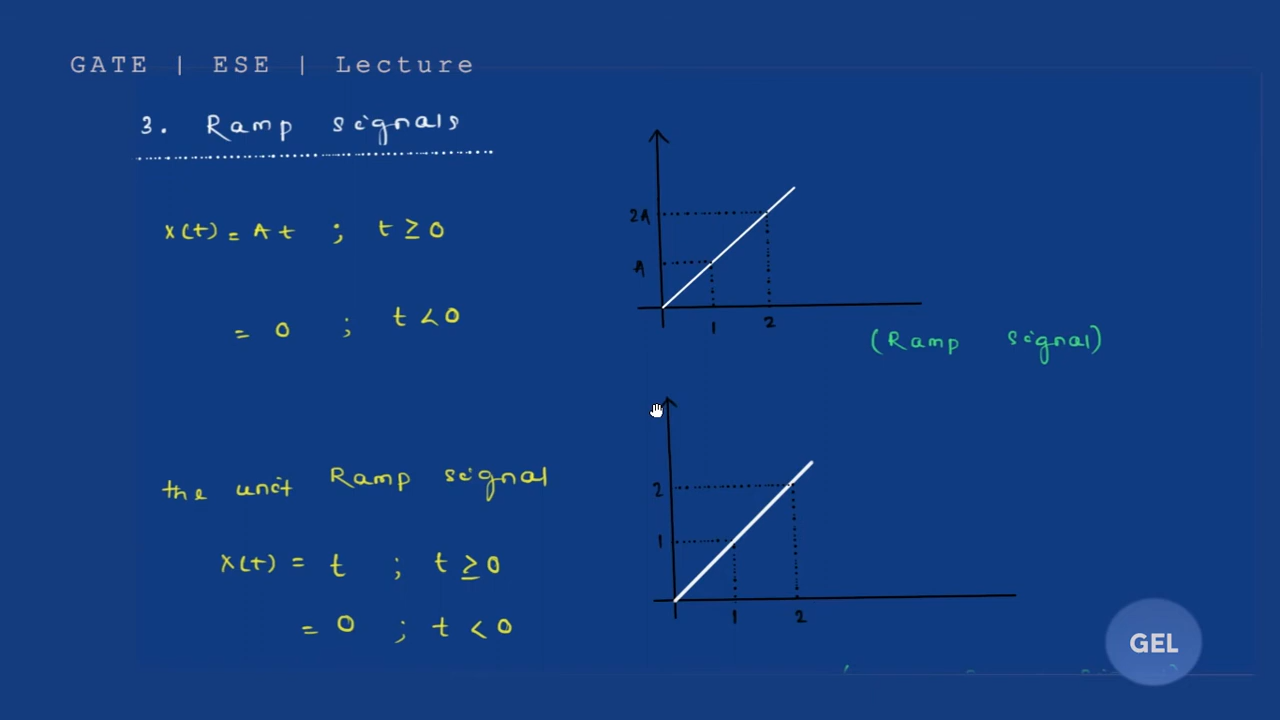 GATE | ESE | Lecture
3. Ramp signals
x(t) = At ; t ≥ 0
= 0 ; t < 0
2A
A
1 2
(Ramp signal)
the unit Ramp signal
x(t) = t ; t ≥ 0
= 0 ; t < 0
2
1
1 2
GEL